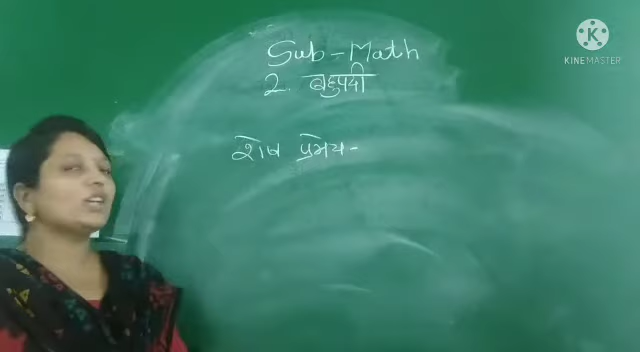 Sub - Math
2. बहुपदी
शेष प्रमेय -
KINEMASTER